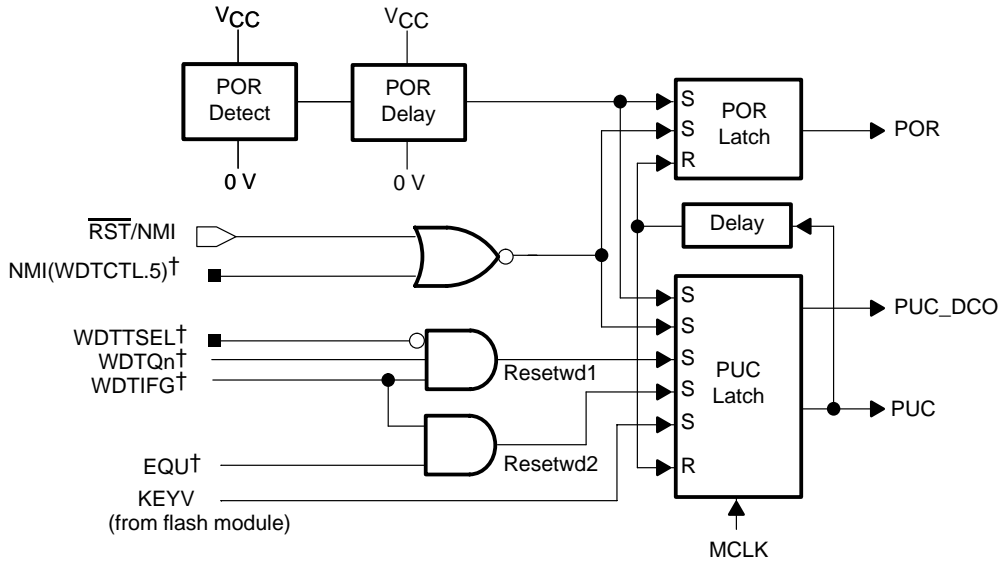 VCC
VCC
POR
Detect
POR
Delay
0 V
0 V
S
S
R
POR
Latch
POR
Delay
RST/NMI
NMI(WDTCTL.5)†
WDTTSEL†
WDTQn†
WDTIFG†
Resetwd1
EQU†
Resetwd2
KEYV
(from flash module)
S
S
S
S
S
R
PUC
Latch
PUC_DCO
PUC
MCLK